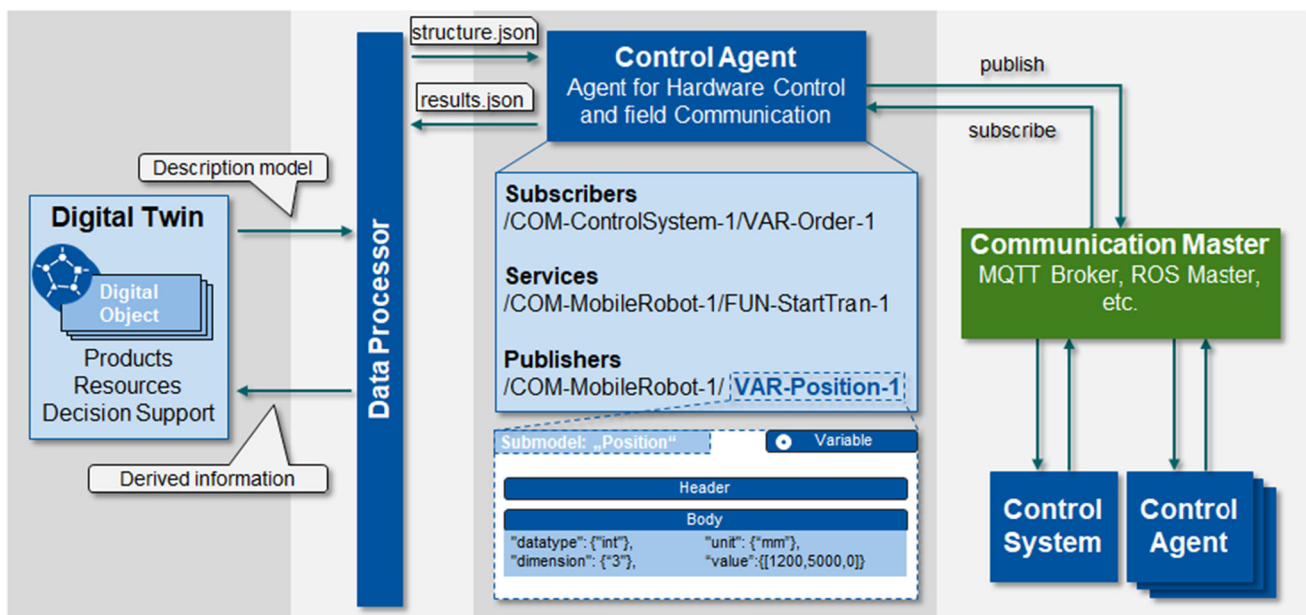 structure.json
results.json
Control Agent
Agent for Hardware Control
and field Communication
publish
subscribe
Description model
Digital Twin
Digital
Object
Products
Resources
Decision Support
Derived information
Data Processor
Subscribers
/COM-ControlSystem-1/VAR-Order-1
Services
/COM-MobileRobot-1/FUN-StartTran-1
Publishers
/COM-MobileRobot-1/ VAR-Position-1
Submodel: „Position“
Variable
Header
Body
"datatype": {"int"}, "unit": {“mm”},
"dimension": {“3”}, “value”:{[1200,5000,0]}
Communication Master
MQTT Broker, ROS Master,
etc.
Control
System
Control
Agent